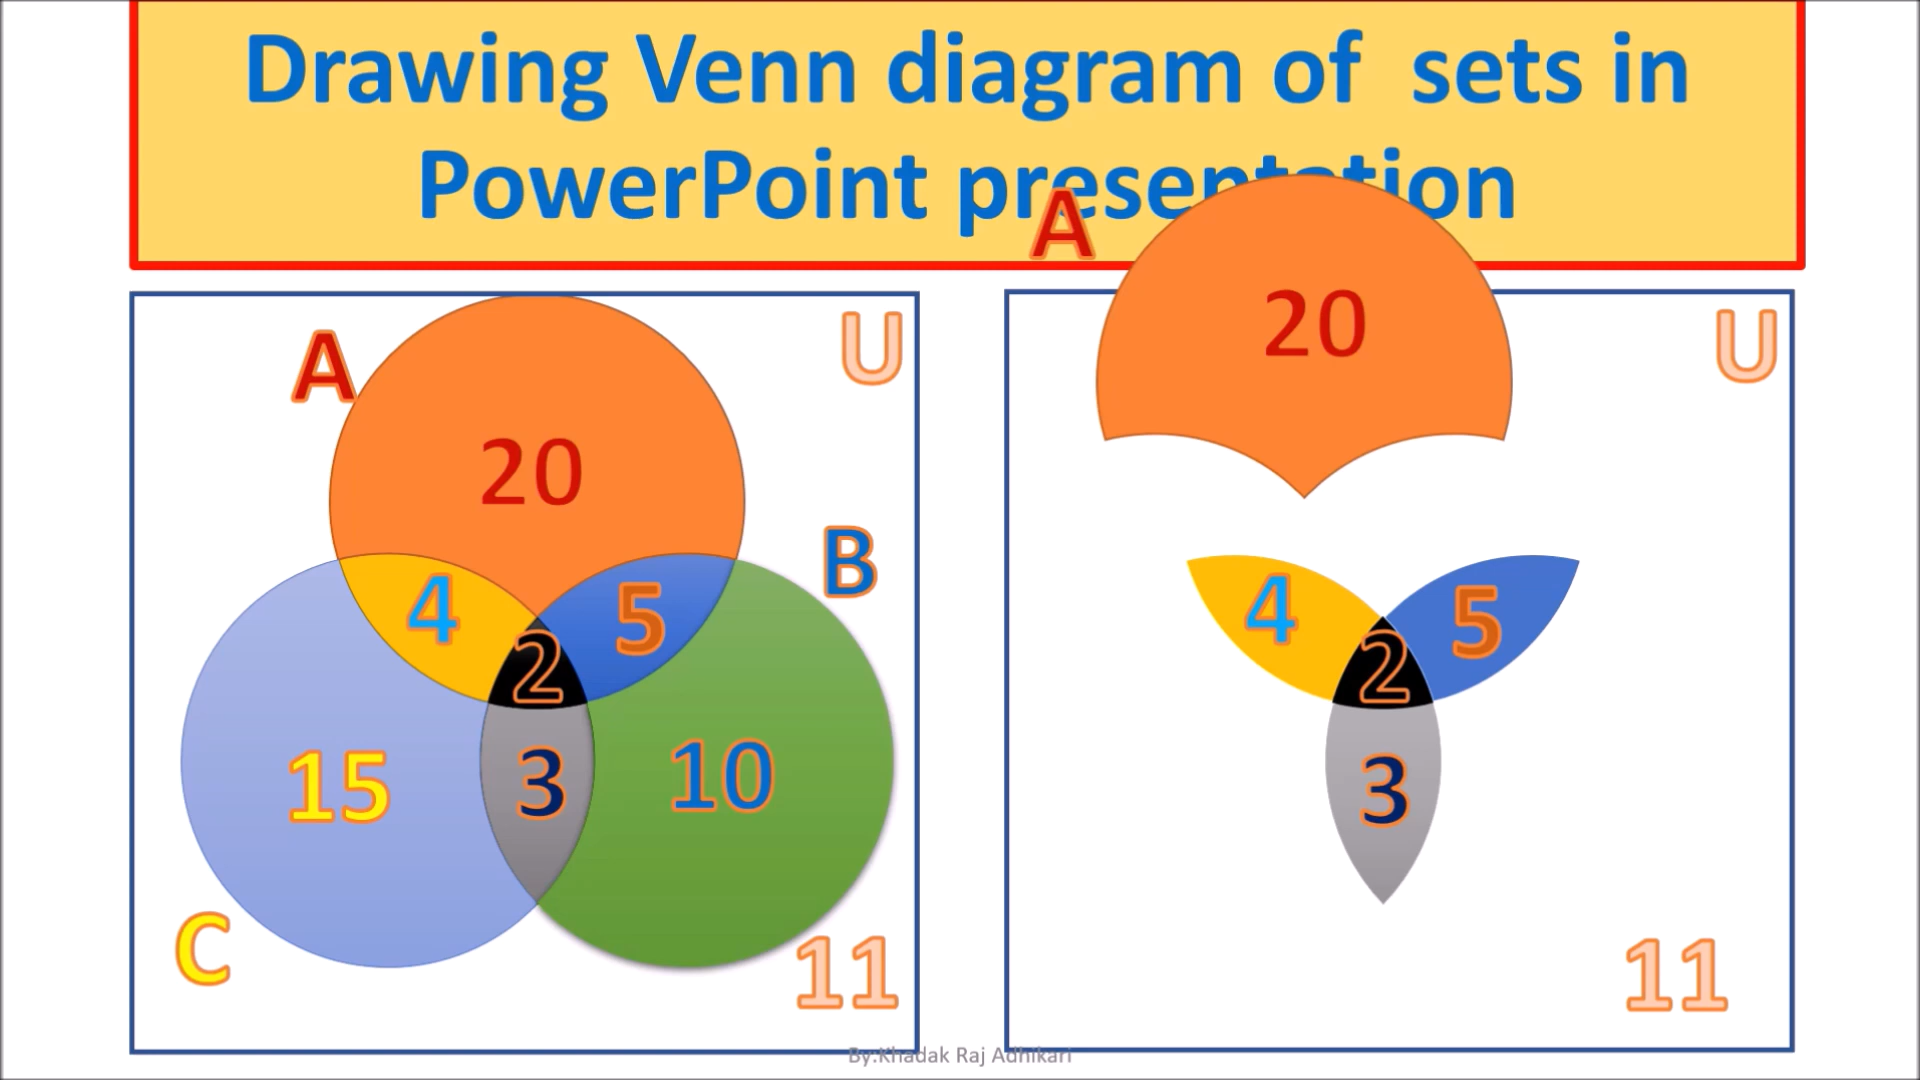 Drawing Venn diagram of sets in
PowerPoint presentation
A
U
20
B
4
5
2
15
3
10
C
11
A
20
U
4
5
2
3
11
By:Khadak Raj Adhikari